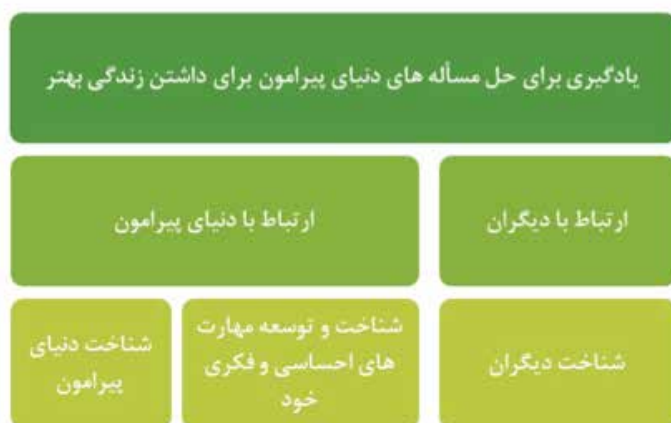 یادگیری برای حل مسأله های دنیای پیرامون برای داشتن زندگی بهتر
ارتباط با دیگران
ارتباط با دنیای پیرامون
شناخت دیگران
شناخت و توسعه مهارت
های احساسی و فکری
خود
شناخت دنیای
پیرامون